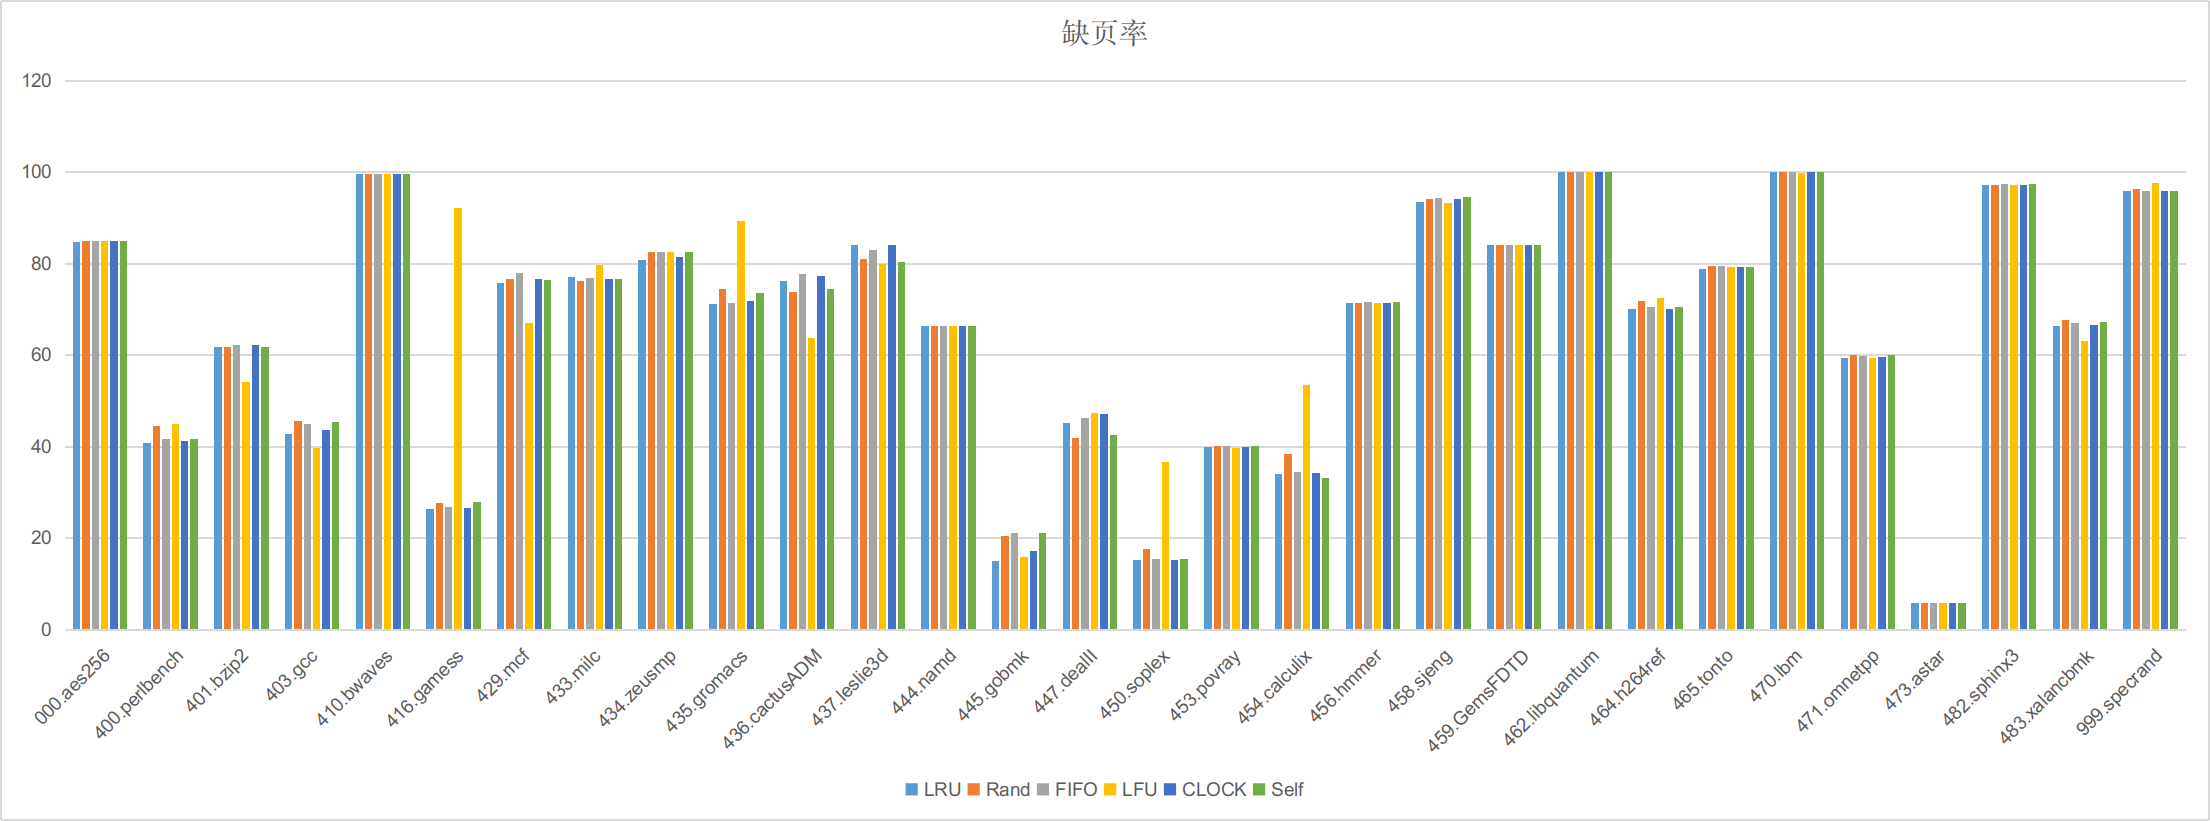 缺页率
120
100
80
60
40
20
0
000.aes256
400.perlbench
401.bzip2
403.gcc
410.bwaves
416.gamess
429.mcf
433.milc
434.zeusmp
435.gromacs
436.cactusADM
437.leslie3d
444.namd
445.gobmk
447.dealII
450.soplex
453.povray
454.calculix
456.hmmer
458.sjeng
459.GemsFDTD
462.libquantum
464.h264ref
465.tonto
470.lbm
471.omnetpp
473.astar
482.sphinx3
483.xalancbmk
999.specrand
LRU Rand FIFO LFU CLOCK Self